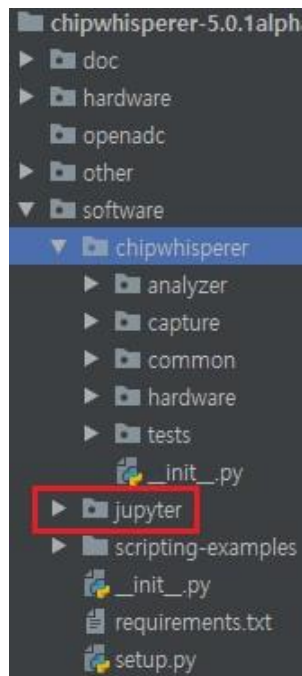 chipwhisperer-5.0.1alph
doc
hardware
openadc
other
software
chipwhisperer
analyzer
capture
common
hardware
tests
__init__.py
jupyter
scripting-examples
__init__.py
requirements.txt
setup.py